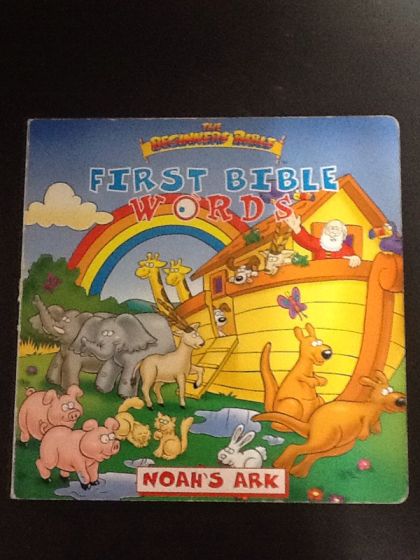 THE
BEGINNERS BIBLE
FIRST BIBLE
WORDS
NOAH'S ARK